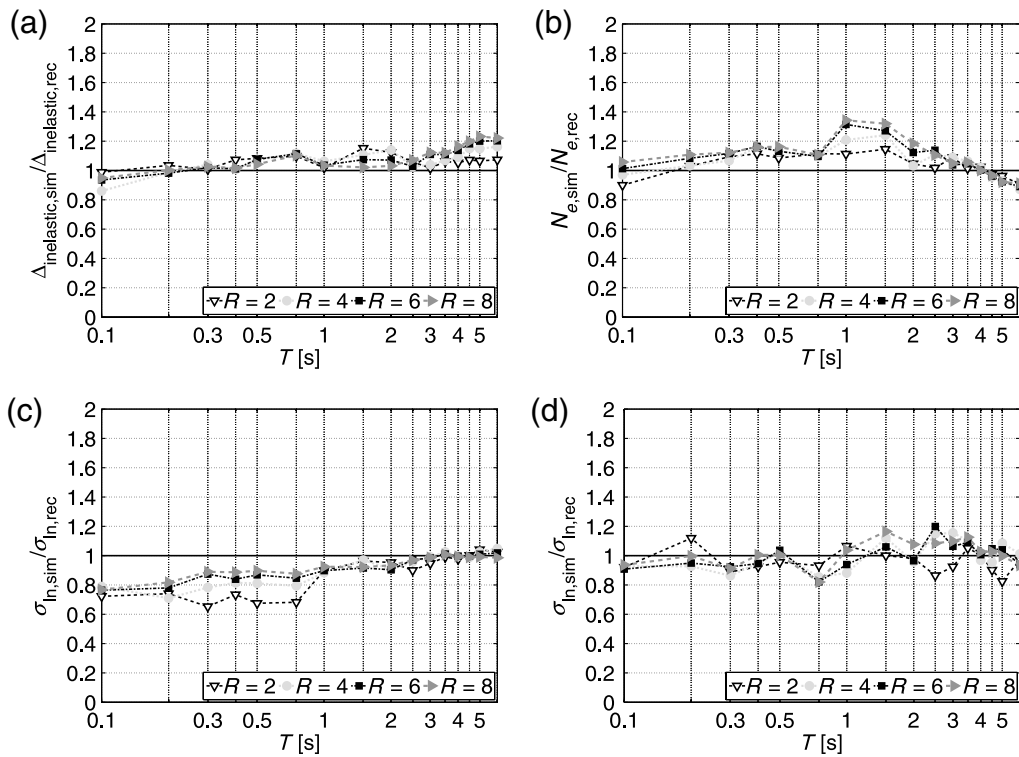 (a)
Δinelastic,sim/Δinelastic,rec
2
1.8
1.6
1.4
1.2
1
0.8
0.6
0.4
0.2
0
R = 2 R = 4 R = 6 R = 8
0.1 0.3 0.5 1 2 3 4 5
T [s]
(b)
Ne,sim/Ne,rec
2
1.8
1.6
1.4
1.2
1
0.8
0.6
0.4
0.2
0
R = 2 R = 4 R = 6 R = 8
0.1 0.3 0.5 1 2 3 4 5
T [s]
(c)
σln,sim/σln,rec
2
1.8
1.6
1.4
1.2
1
0.8
0.6
0.4
0.2
0
R = 2 R = 4 R = 6 R = 8
0.1 0.3 0.5 1 2 3 4 5
T [s]
(d)
σln,sim/σln,rec
2
1.8
1.6
1.4
1.2
1
0.8
0.6
0.4
0.2
0
R = 2 R = 4 R = 6 R = 8
0.1 0.3 0.5 1 2 3 4 5
T [s]